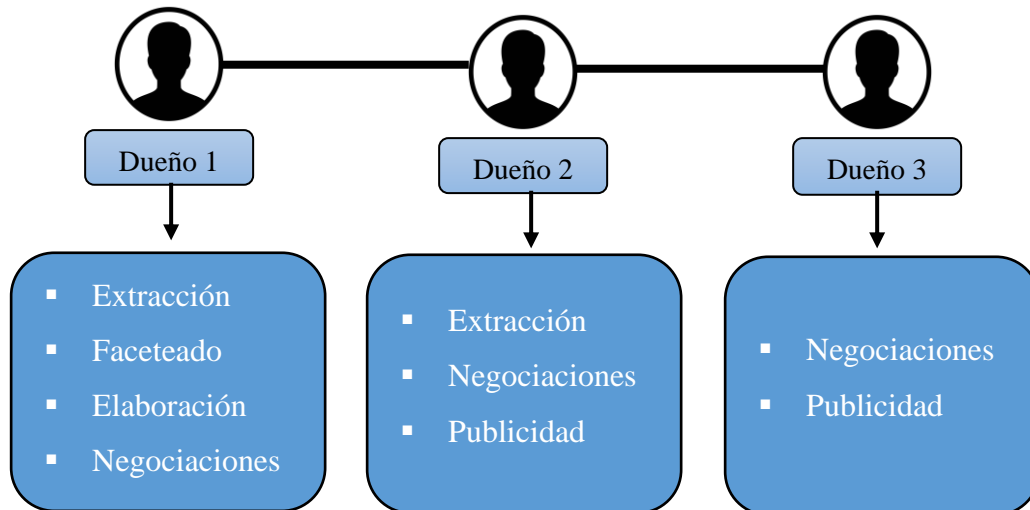 Dueño 1
Dueño 2
Dueño 3
▪ Extracción
▪ Faceteado
▪ Elaboración
▪ Negociaciones
▪ Extracción
▪ Negociaciones
▪ Publicidad
▪ Negociaciones
▪ Publicidad